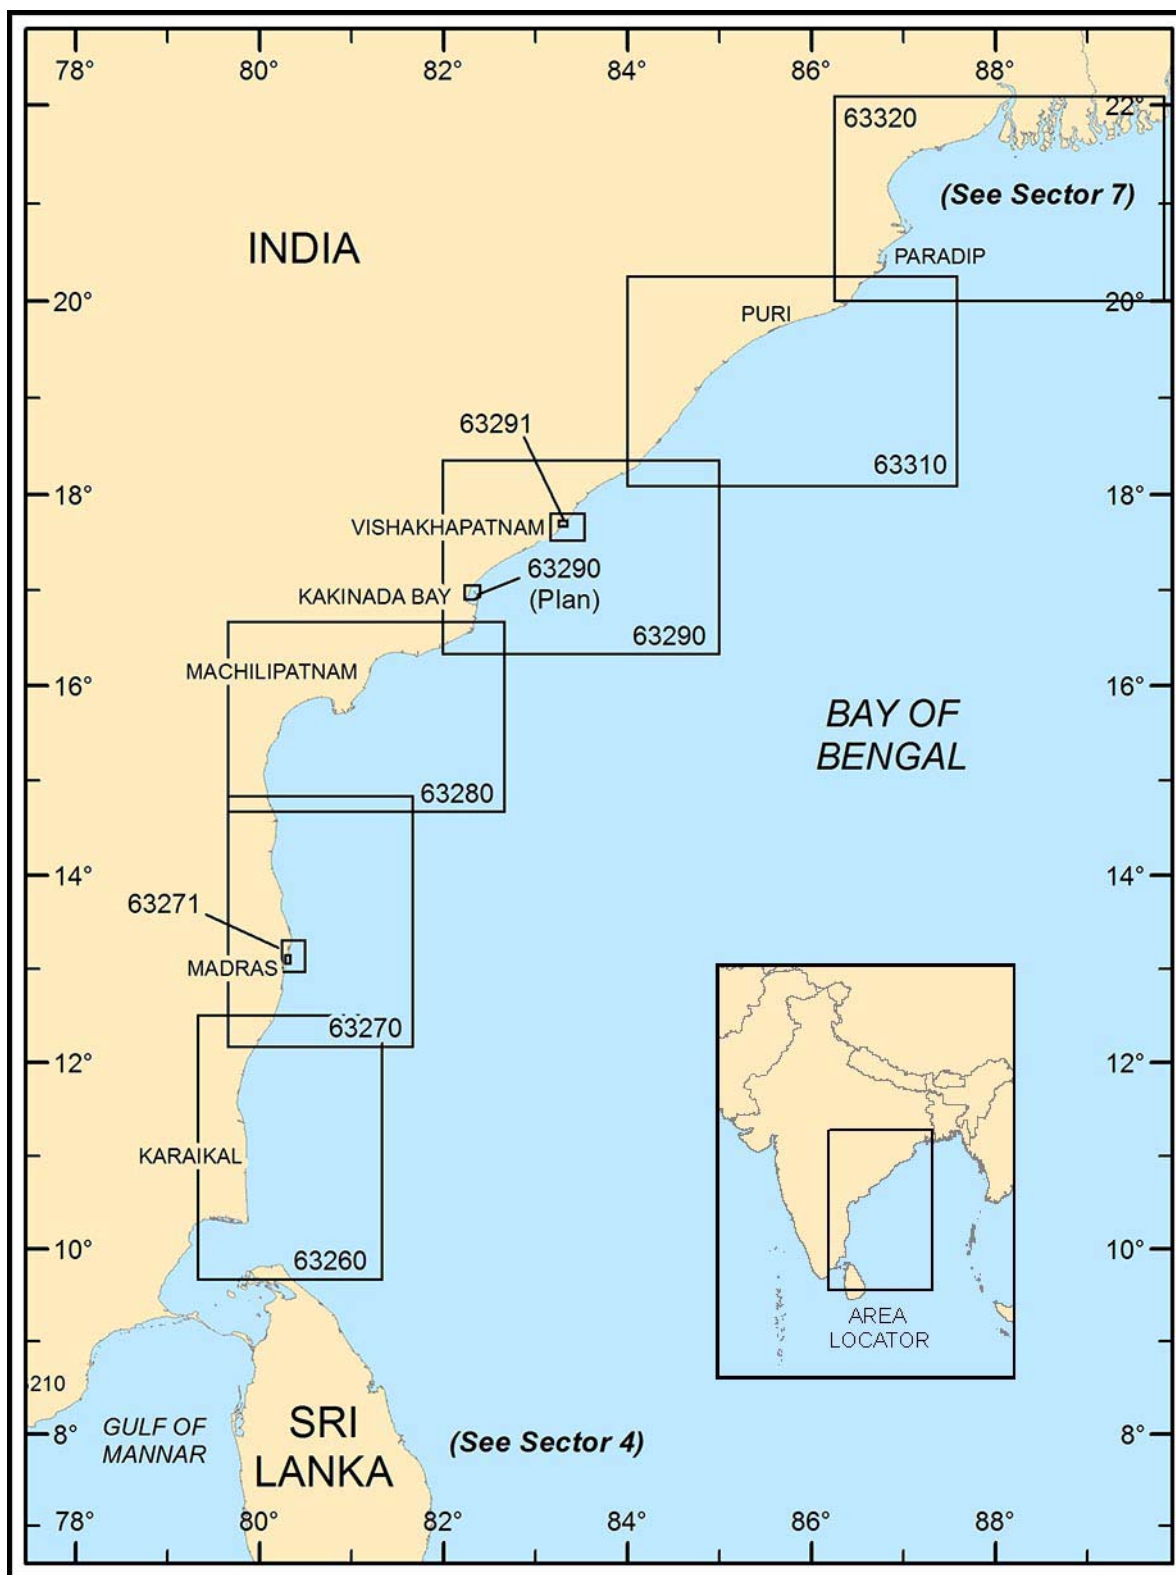 78° 80° 82° 84° 86° 88°
22°
63320
(See Sector 7)
INDIA
PARADIP
20° 20°
PURI
63291
63310
18° 18°
VISHAKHAPATNAM
63290
(Plan)
KAKINADA BAY
63290
MACHILIPATNAM
16° 16°
BAY OF
BENGAL
63280
14° 14°
63271
MADRAS
63270
12° 12°
KARAIKAL
10° 10°
63260
AREA
LOCATOR
210
GULF OF
MANNAR
SRI
LANKA
(See Sector 4)
8° 8°
78° 80° 82° 84° 86° 88°